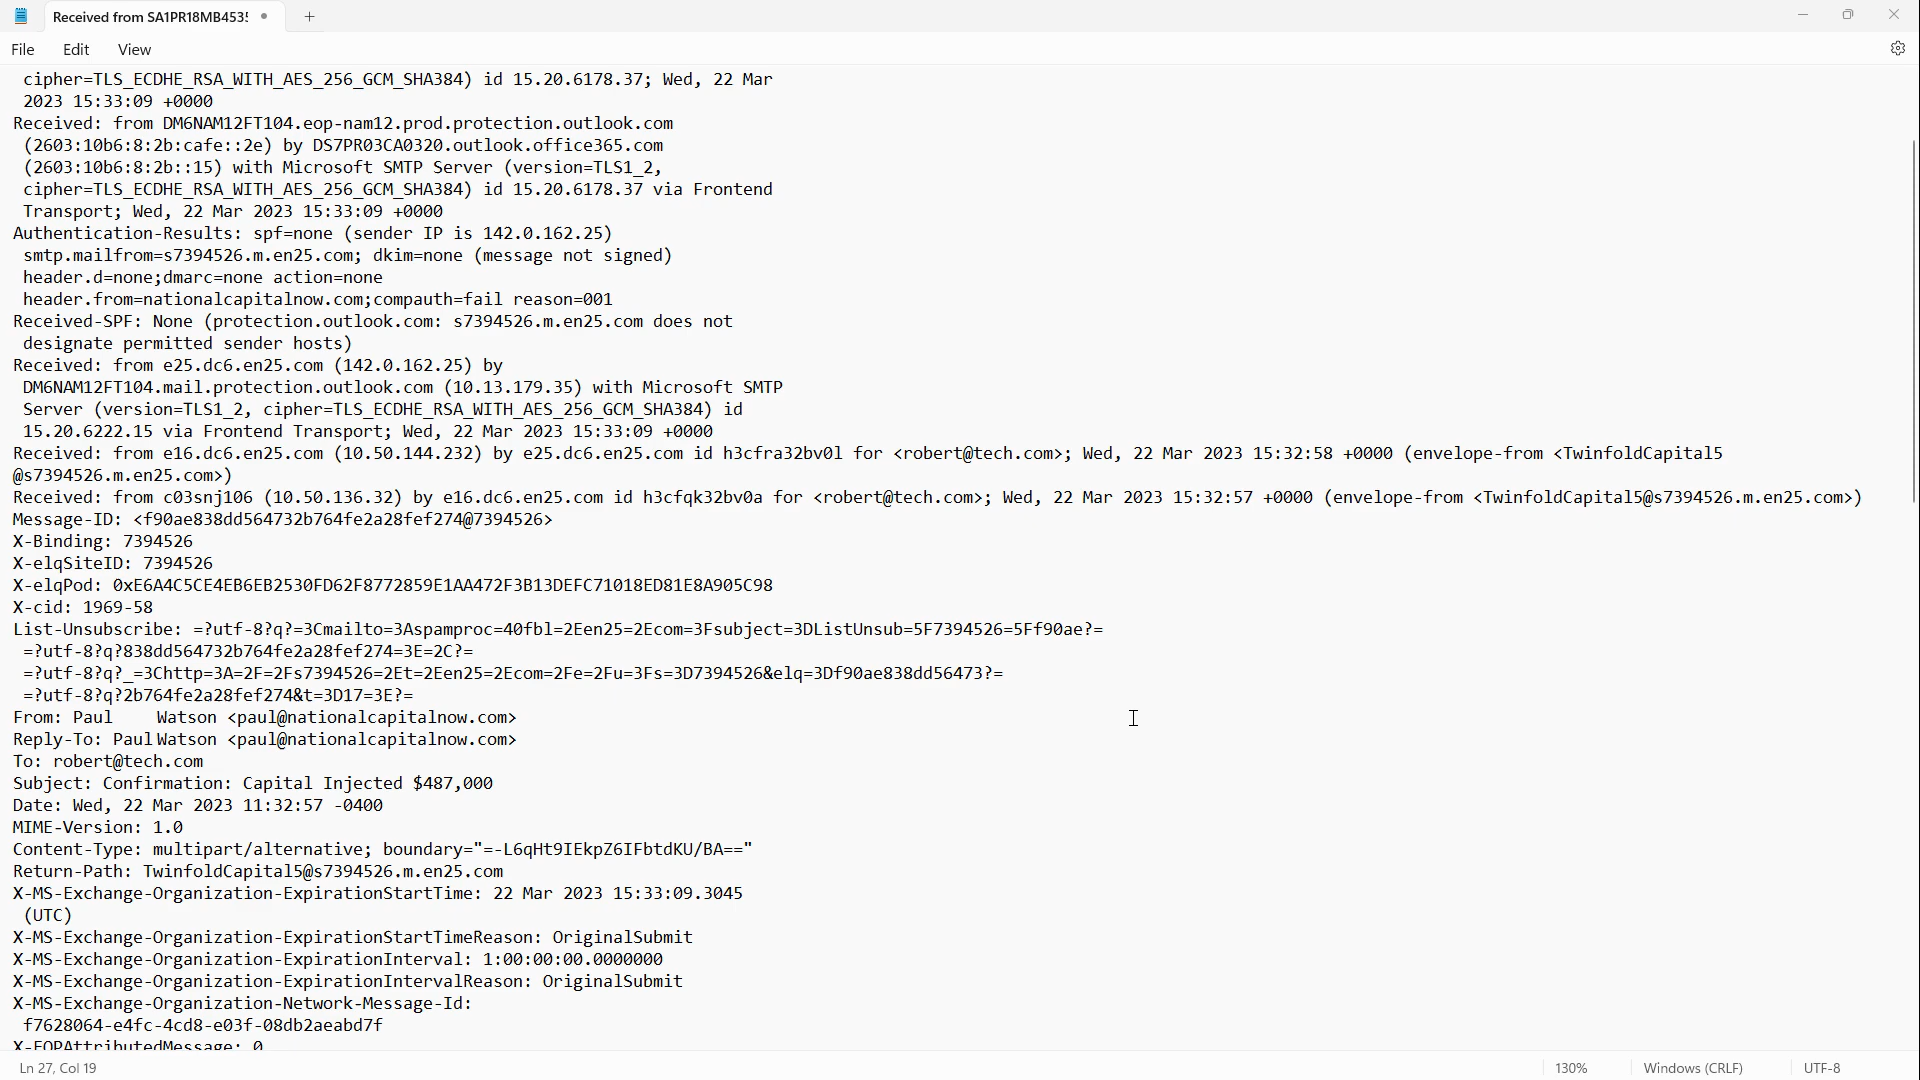 Received from SA1PR18MB453
File Edit View
cipher=TLS_ECDHE_RSA_WITH_AES_256_GCM_SHA384) id 15.20.6178.37; Wed, 22 Mar
2023 15:33:09 +0000
Received: from DM6NAM12FT104.eop-nam12.prod.protection.outlook.com
(2603:10b6:8:2b:cafe::2e) by DS7PR03CA0320.outlook.office365.com
(2603:10b6:8:2b::15) with Microsoft SMTP Server (version=TLS1_2,
cipher=TLS_ECDHE_RSA_WITH_AES_256_GCM_SHA384) id 15.20.6178.37 via Frontend
Transport; Wed, 22 Mar 2023 15:33:09 +0000
Authentication-Results: spf=none (sender IP is 142.0.162.25)
smtp.mailfrom=s7394526.m.en25.com; dkim=none (message not signed)
header.d=none;dmarc=none action=none
header.from=nationalcapitalnow.com;compauth=fail reason=001
Received-SPF: None (protection.outlook.com: s7394526.m.en25.com does not
designate permitted sender hosts)
Received: from e25.dc6.en25.com (142.0.162.25) by
DM6NAM12FT104.mail.protection.outlook.com (10.13.179.35) with Microsoft SMTP
Server (version=TLS1_2, cipher=TLS_ECDHE_RSA_WITH_AES_256_GCM_SHA384) id
15.20.6222.15 via Frontend Transport; Wed, 22 Mar 2023 15:33:09 +0000
Received: from e16.dc6.en25.com (10.50.144.232) by e25.dc6.en25.com id h3cfra32bv0l for <robert@tech.com>; Wed, 22 Mar 2023 15:32:58 +0000 (envelope-from <TwinfoldCapital5
@s7394526.m.en25.com>)
Received: from c03snj106 (10.50.136.32) by e16.dc6.en25.com id h3cfqk32bv0a for <robert@tech.com>; Wed, 22 Mar 2023 15:32:57 +0000 (envelope-from <TwinfoldCapital5@s7394526.m.en25.com>)
Message-ID: <f90ae838dd564732b764fe2a28fef274@7394526>
X-Binding: 7394526
X-elqSiteID: 7394526
X-elqPod: 0xE6A4C5CE4EB6EB2530FD62F8772859E1AA472F3B13DEFC71018ED81E8A905C98
X-cid: 1969-58
List-Unsubscribe: =?utf-8?q?=3Cmailto=3Aspamproc=40fbl=2Een25=2Ecom=3Fsubject=3DListUnsub=5F7394526=5Ff90ae?=
=?utf-8?q?838dd564732b764fe2a28fef274=3E=2C?=
=?utf-8?q?_=3Chttp=3A=2F=2Fs7394526=2Et=2Een25=2Ecom=2Fe=2Fu=3Fs=3D7394526&elq=3Df90ae838dd56473?=
=?utf-8?q?2b764fe2a28fef274&t=3D17=3E?=
From: Paul Watson <paul@nationalcapitalnow.com>
Reply-To: Paul Watson <paul@nationalcapitalnow.com>
To: robert@tech.com
Subject: Confirmation: Capital Injected $487,000
Date: Wed, 22 Mar 2023 11:32:57 -0400
MIME-Version: 1.0
Content-Type: multipart/alternative; boundary="=-L6qHt9IEkpZ6IFbtdKU/BA=="
Return-Path: TwinfoldCapital5@s7394526.m.en25.com
X-MS-Exchange-Organization-ExpirationStartTime: 22 Mar 2023 15:33:09.3045
(UTC)
X-MS-Exchange-Organization-ExpirationStartTimeReason: OriginalSubmit
X-MS-Exchange-Organization-ExpirationInterval: 1:00:00:00.0000000
X-MS-Exchange-Organization-ExpirationIntervalReason: OriginalSubmit
X-MS-Exchange-Organization-Network-Message-Id:
f7628064-e4fc-4cd8-e03f-08db2aeabd7f
X-EOPAttributedMessage: 0
Ln 27, Col 19 130% Windows (CRLF) UTF-8